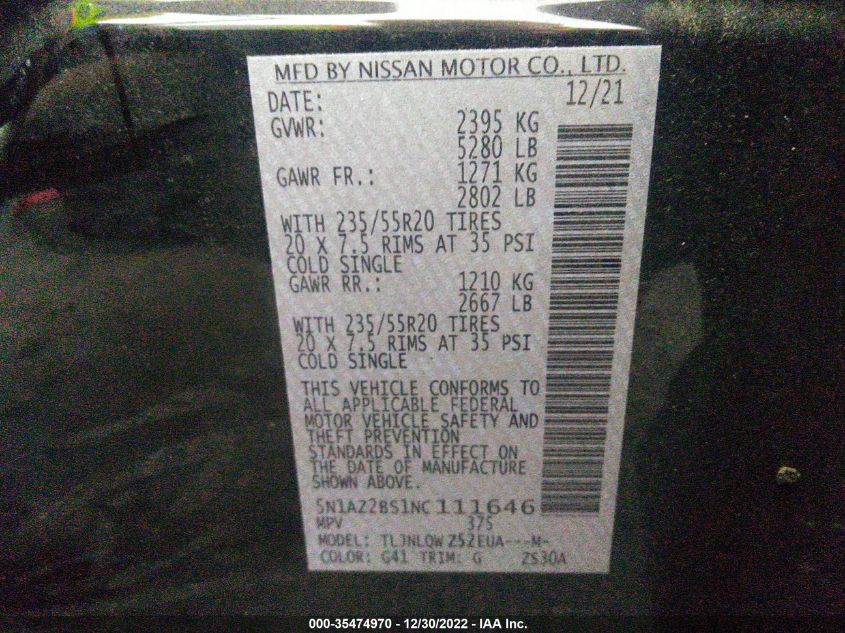 MFD BY NISSAN MOTOR CO., LTD.
DATE: 12/21
GVWR: 2395 KG
5280 LB
GAWR FR.: 1271 KG
2802 LB
WITH 235/55R20 TIRES
20 X 7.5 RIMS AT 35 PSI
COLD SINGLE
GAWR RR.: 1210 KG
2667 LB
WITH 235/55R20 TIRES
20 X 7.5 RIMS AT 35 PSI
COLD SINGLE
THIS VEHICLE CONFORMS TO
ALL APPLICABLE FEDERAL
MOTOR VEHICLE SAFETY AND
THEFT PREVENTION
STANDARDS IN EFFECT ON
THE DATE OF MANUFACTURE
SHOWN ABOVE.
5N1AZ2BS1NC111646
MPV 375
MODEL: TLJNLQW Z52EUA---M-
COLOR: G41 TRIM: G ZS30A
000-35474970 - 12/30/2022 - IAA Inc.